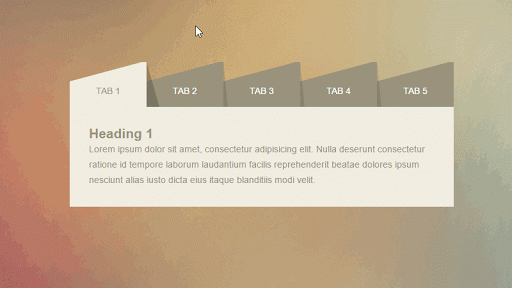 TAB 1 TAB 2 TAB 3 TAB 4 TAB 5
Heading 1
Lorem ipsum dolor sit amet, consectetur adipisicing elit. Nulla deserunt consectetur
ratione id tempore laborum laudantium facilis reprehenderit beatae dolores ipsum
nesciunt alias iusto dicta eius itaque blanditiis modi velit.